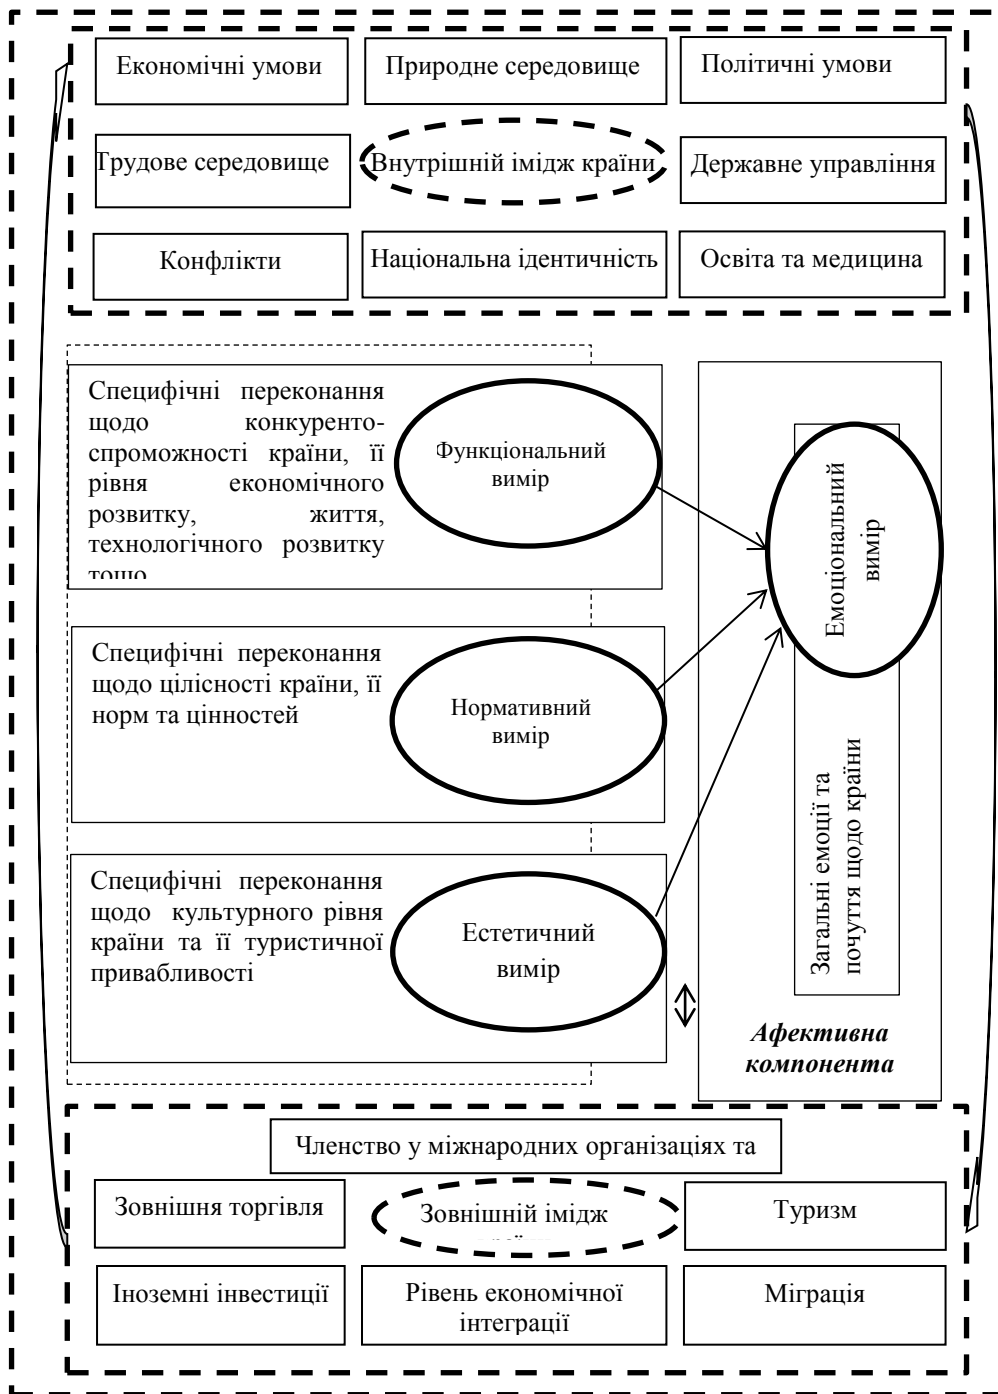 Економічні умови
Природне середовище
Політичні умови
Трудове середовище
Внутрішній імідж країни
Державне управління
Конфлікти
Національна ідентичність
Освіта та медицина
Специфічні переконання
щодо конкуренто-
спроможності країни, її
рівня економічного
розвитку, життя,
технологічного розвитку
тощо
Функціональний
вимір
Специфічні переконання
щодо цілісності країни, її
норм та цінностей
Нормативний
вимір
Специфічні переконання
щодо культурного рівня
країни та її туристичної
привабливості
Естетичний
вимір
Емоціональний
вимір
Загальні емоції та
почуття щодо країни
Афективна
компонента
Членство у міжнародних організаціях та
Зовнішня торгівля
Зовнішній імідж
Туризм
Іноземні інвестиції
Рівень економічної
інтеграції
Міграція